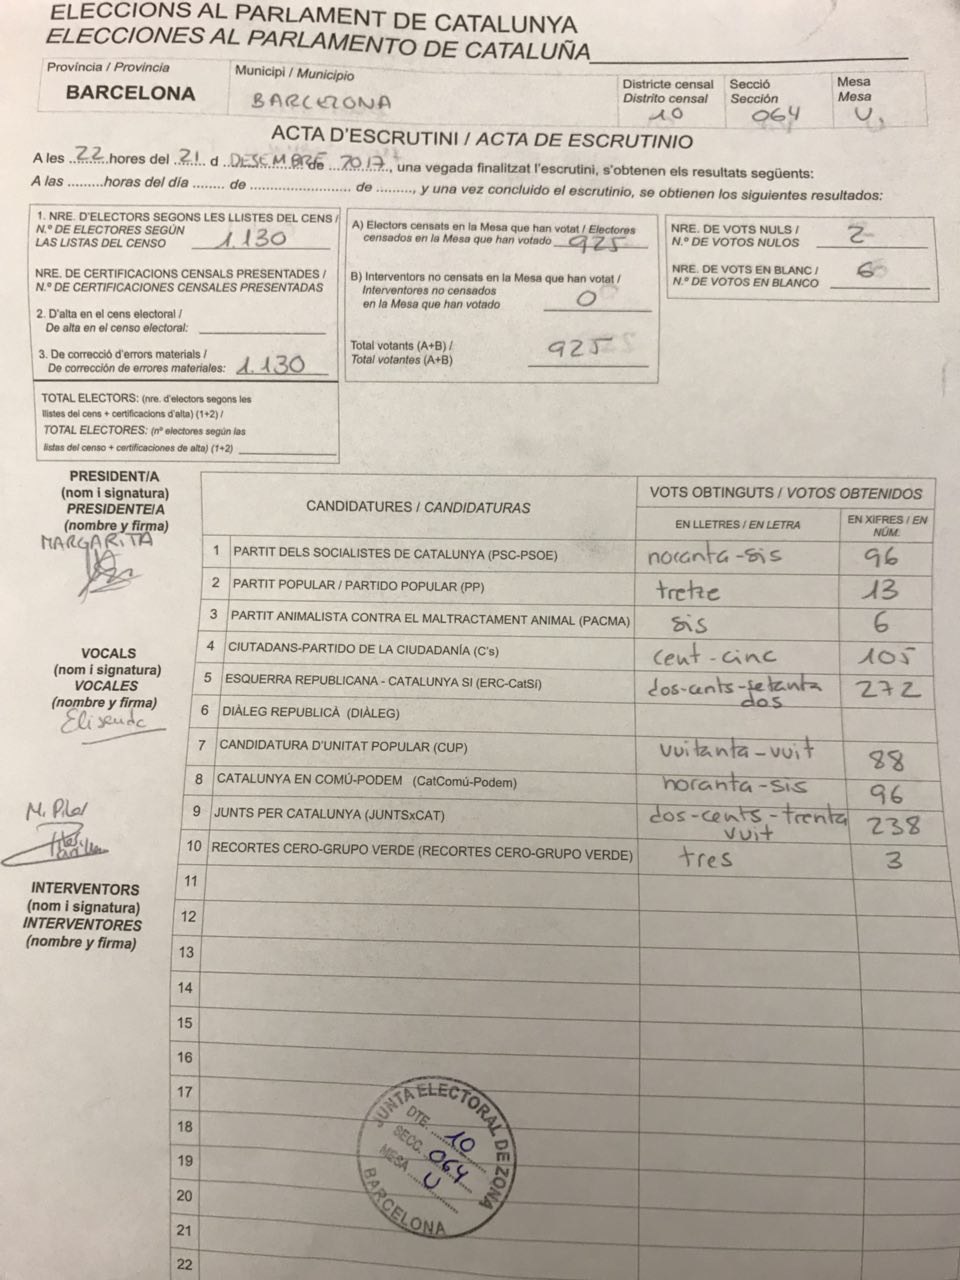 ELECCIONS AL PARLAMENT DE CATALUNYA
ELECCIONES AL PARLAMENTO DE CATALUÑA
Província / Provincia
BARCELONA
Municipi / Municipio
BARCELONA
Districte censal
Distrito censal
10
Secció
Sección
064
Mesa
Mesa
U.
ACTA D'ESCRUTINI / ACTA DE ESCRUTINIO
A les ..22..hores del ..21. d ..DESEMBRE de ...2017., una vegada finalitzat l'escrutini, s'obtenen els resultats següents:
A las .........horas del día ........ de ......................... de ........., y una vez concluido el escrutinio, se obtienen los siguientes resultados:
1. NRE. D'ELECTORS SEGONS LES LLISTES DEL CENS /
N.º DE ELECTORES SEGÚN
LAS LISTAS DEL CENSO 1.130
NRE. DE CERTIFICACIONS CENSALS PRESENTADES /
N.º DE CERTIFICACIONES CENSALES PRESENTADAS
2. D'alta en el cens electoral /
De alta en el censo electoral:
3. De correcció d'errors materials /
De corrección de errores materiales: 1.130
TOTAL ELECTORS: (nre. d'electors segons les
llistes del cens + certificacions d'alta) (1+2) /
TOTAL ELECTORES: (nº electores según las
listas del censo + certificaciones de alta) (1+2)
A) Electors censats en la Mesa que han votat / Electores
censados en la Mesa que han votado 925
B) Interventors no censats en la Mesa que han votat /
Interventores no censados
en la Mesa que han votado 0
Total votants (A+B) /
Total votantes (A+B) 925
NRE. DE VOTS NULS /
N.º DE VOTOS NULOS 2
NRE. DE VOTS EN BLANC /
N.º DE VOTOS EN BLANCO 6
PRESIDENT/A
(nom i signatura)
PRESIDENTE/A
(nombre y firma)
MARGARITA
VOCALS
(nom i signatura)
VOCALES
(nombre y firma)
Elisenda
M. Pilar
INTERVENTORS
(nom i signatura)
INTERVENTORES
(nombre y firma)
CANDIDATURES / CANDIDATURAS
VOTS OBTINGUTS / VOTOS OBTENIDOS
EN LLETRES / EN LETRA
EN XIFRES / EN NÚM.
1 PARTIT DELS SOCIALISTES DE CATALUNYA (PSC-PSOE) noranta-sis 96
2 PARTIT POPULAR / PARTIDO POPULAR (PP) tretze 13
3 PARTIT ANIMALISTA CONTRA EL MALTRACTAMENT ANIMAL (PACMA) sis 6
4 CIUTADANS-PARTIDO DE LA CIUDADANÍA (C's) cent-cinc 105
5 ESQUERRA REPUBLICANA - CATALUNYA SI (ERC-CatSí) dos-cents-setanta dos 272
6 DIÀLEG REPUBLICÀ (DIÀLEG)
7 CANDIDATURA D'UNITAT POPULAR (CUP) vuitanta-vuit 88
8 CATALUNYA EN COMÚ-PODEM (CatComú-Podem) noranta-sis 96
9 JUNTS PER CATALUNYA (JUNTSxCAT) dos-cents-trenta vuit 238
10 RECORTES CERO-GRUPO VERDE (RECORTES CERO-GRUPO VERDE) tres 3
11
12
13
14
15
16
17
18
19
20
21
22
JUNTA ELECTORAL DE ZONA
DTE. 10
SECC. 064
MESA U
BARCELONA